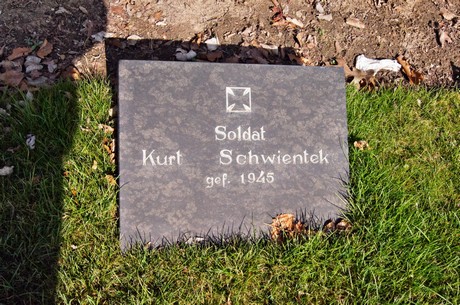 Soldat
Kurt Schwientek
gef. 1945